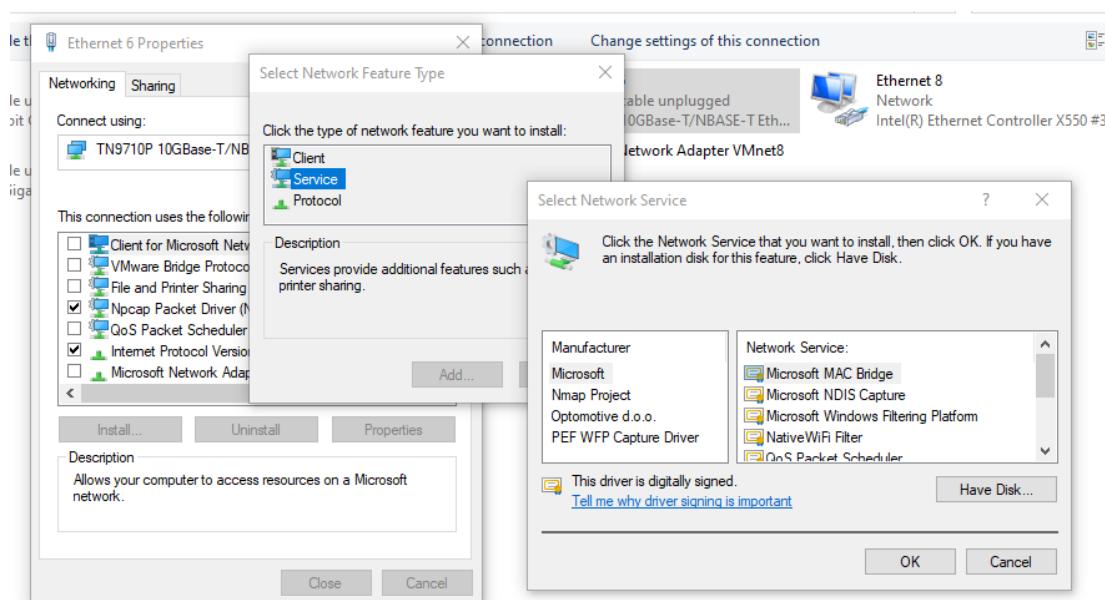 connection
Change settings of this connection
Ethernet 6 Properties
Networking
Sharing
Connect using:
TN9710P 10GBase-T/NB
This connection uses the followin
Client for Microsoft Netw
VMware Bridge Protoco
File and Printer Sharing
Npcap Packet Driver (N
QoS Packet Scheduler
Internet Protocol Version
Microsoft Network Adap
Install...
Uninstall
Properties
Description
Allows your computer to access resources on a Microsoft
network.
Close
Cancel
Select Network Feature Type
Click the type of network feature you want to install:
Client
Service
Protocol
Description
Services provide additional features such a
printer sharing.
Add...
able unplugged
10GBase-T/NBASE-T Eth...
Network Adapter VMnet8
Ethernet 8
Network
Intel(R) Ethernet Controller X550 #3
Select Network Service
?
Click the Network Service that you want to install, then click OK. If you have
an installation disk for this feature, click Have Disk.
Manufacturer
Microsoft
Nmap Project
Optomotive d.o.o.
PEF WFP Capture Driver
Network Service:
Microsoft MAC Bridge
Microsoft NDIS Capture
Microsoft Windows Filtering Platform
NativeWiFi Filter
QoS Packet Scheduler
This driver is digitally signed.
Tell me why driver signing is important
Have Disk...
OK
Cancel